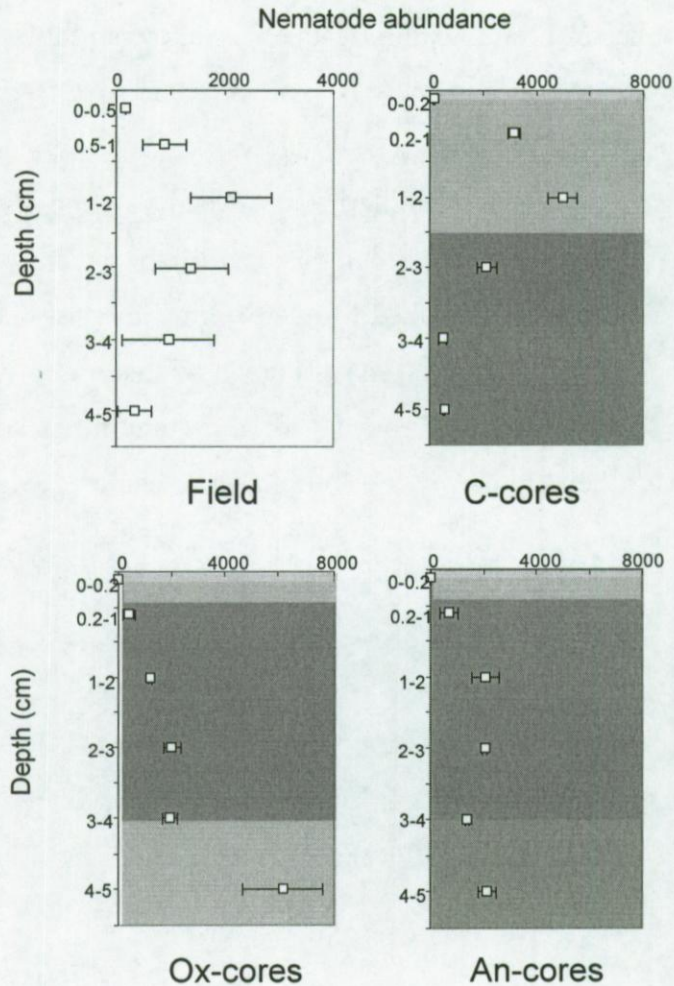 Nematode abundance
0 2000 4000
0 4000 8000
Depth (cm)
0-0.5
0.5-1
1-2
2-3
3-4
4-5
0-0.2
0.2-1
1-2
2-3
3-4
4-5
Field
C-cores
0 4000 8000
0 4000 8000
Depth (cm)
0-0.2
0.2-1
1-2
2-3
3-4
4-5
0-0.2
0.2-1
1-2
2-3
3-4
4-5
Ox-cores
An-cores